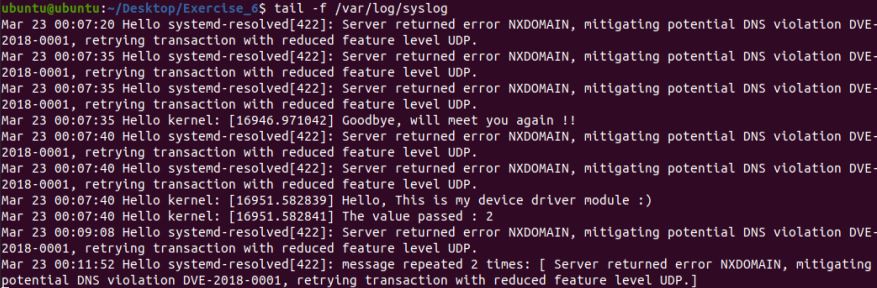 ubuntu@ubuntu:~/Desktop/Exercise_6$ tail -f /var/log/syslog
Mar 23 00:07:20 Hello systemd-resolved[422]: Server returned error NXDOMAIN, mitigating potential DNS violation DVE-
2018-0001, retrying transaction with reduced feature level UDP.
Mar 23 00:07:35 Hello systemd-resolved[422]: Server returned error NXDOMAIN, mitigating potential DNS violation DVE-
2018-0001, retrying transaction with reduced feature level UDP.
Mar 23 00:07:35 Hello systemd-resolved[422]: Server returned error NXDOMAIN, mitigating potential DNS violation DVE-
2018-0001, retrying transaction with reduced feature level UDP.
Mar 23 00:07:35 Hello kernel: [16946.971042] Goodbye, will meet you again !!
Mar 23 00:07:40 Hello systemd-resolved[422]: Server returned error NXDOMAIN, mitigating potential DNS violation DVE-
2018-0001, retrying transaction with reduced feature level UDP.
Mar 23 00:07:40 Hello systemd-resolved[422]: Server returned error NXDOMAIN, mitigating potential DNS violation DVE-
2018-0001, retrying transaction with reduced feature level UDP.
Mar 23 00:07:40 Hello kernel: [16951.582839] Hello, This is my device driver module :)
Mar 23 00:07:40 Hello kernel: [16951.582841] The value passed : 2
Mar 23 00:09:08 Hello systemd-resolved[422]: Server returned error NXDOMAIN, mitigating potential DNS violation DVE-
2018-0001, retrying transaction with reduced feature level UDP.
Mar 23 00:11:52 Hello systemd-resolved[422]: message repeated 2 times: [ Server returned error NXDOMAIN, mitigating
potential DNS violation DVE-2018-0001, retrying transaction with reduced feature level UDP.]